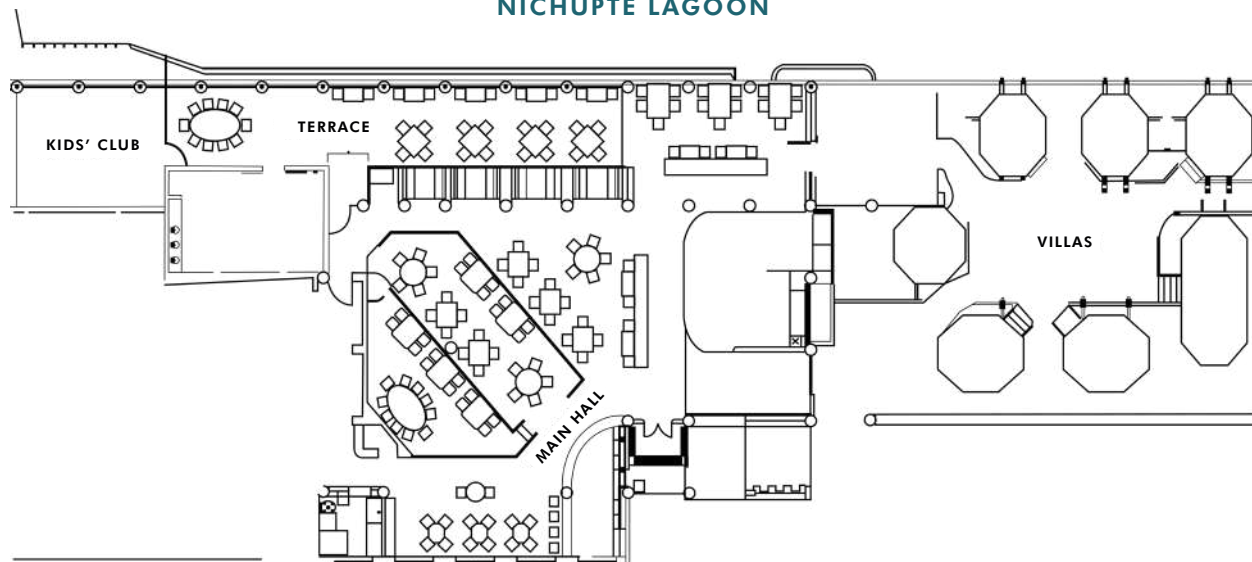 NICHUPTE LAGOON
TERRACE
KIDS’ CLUB
VILLAS
MAIN HALL